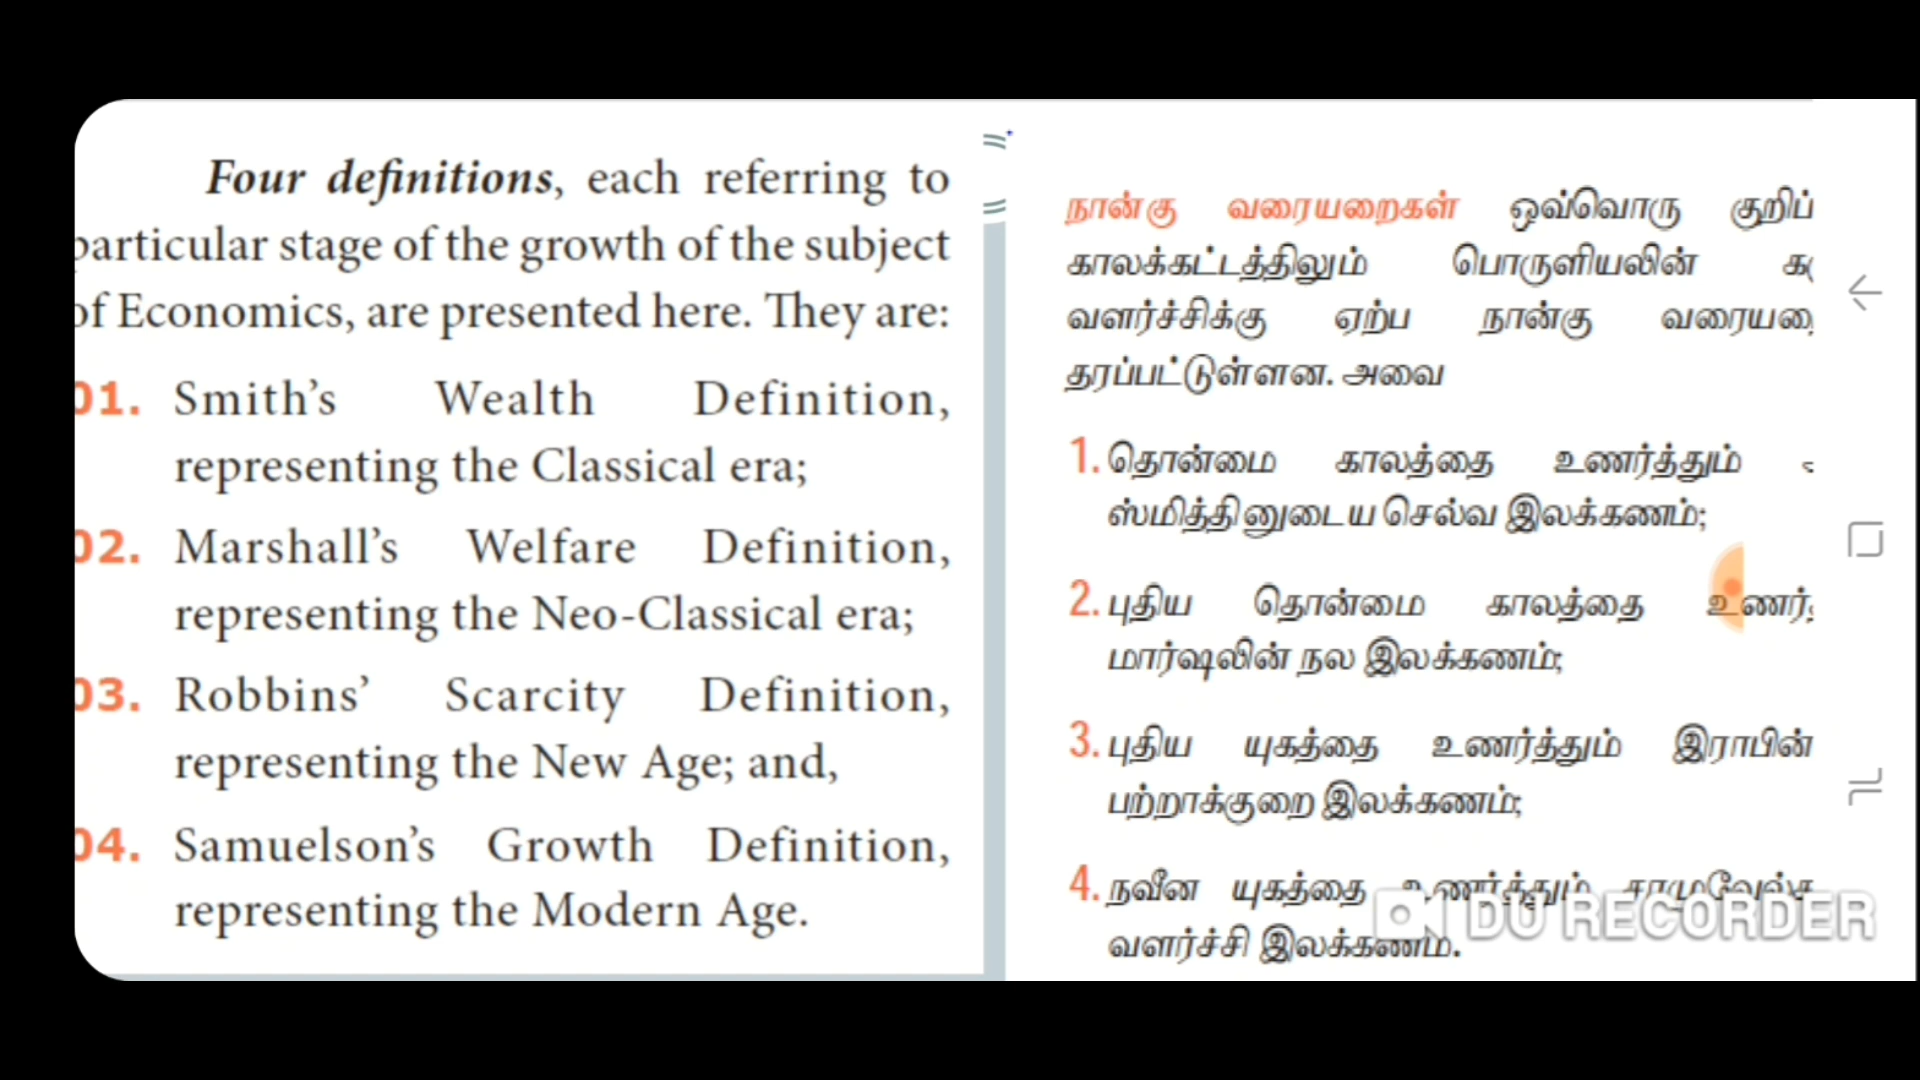 Four definitions, each referring to
particular stage of the growth of the subject
of Economics, are presented here. They are:
01. Smith's Wealth Definition,
representing the Classical era;
02. Marshall's Welfare Definition,
representing the Neo-Classical era;
03. Robbins' Scarcity Definition,
representing the New Age; and,
04. Samuelson's Growth Definition,
representing the Modern Age.
நான்கு வரையறைகள் ஒவ்வொரு குறிப்
காலக்கட்டத்திலும் பொருளியலின்
வளர்ச்சிக்கு ஏற்ப நான்கு வரையறை
தரப்பட்டுள்ளன. அவை
1. தொன்மை காலத்தை உணர்த்தும்
ஸ்மித்தினுடைய செல்வ இலக்கணம்;
2. புதிய தொன்மை காலத்தை உணர்த்
மார்ஷலின் நல இலக்கணம்;
3. புதிய யுகத்தை உணர்த்தும் இராபின்
பற்றாக்குறை இலக்கணம்;
4. நவீன யுகத்தை உணர்த்தும்
வளர்ச்சி இலக்கணம்.
DU RECORDER